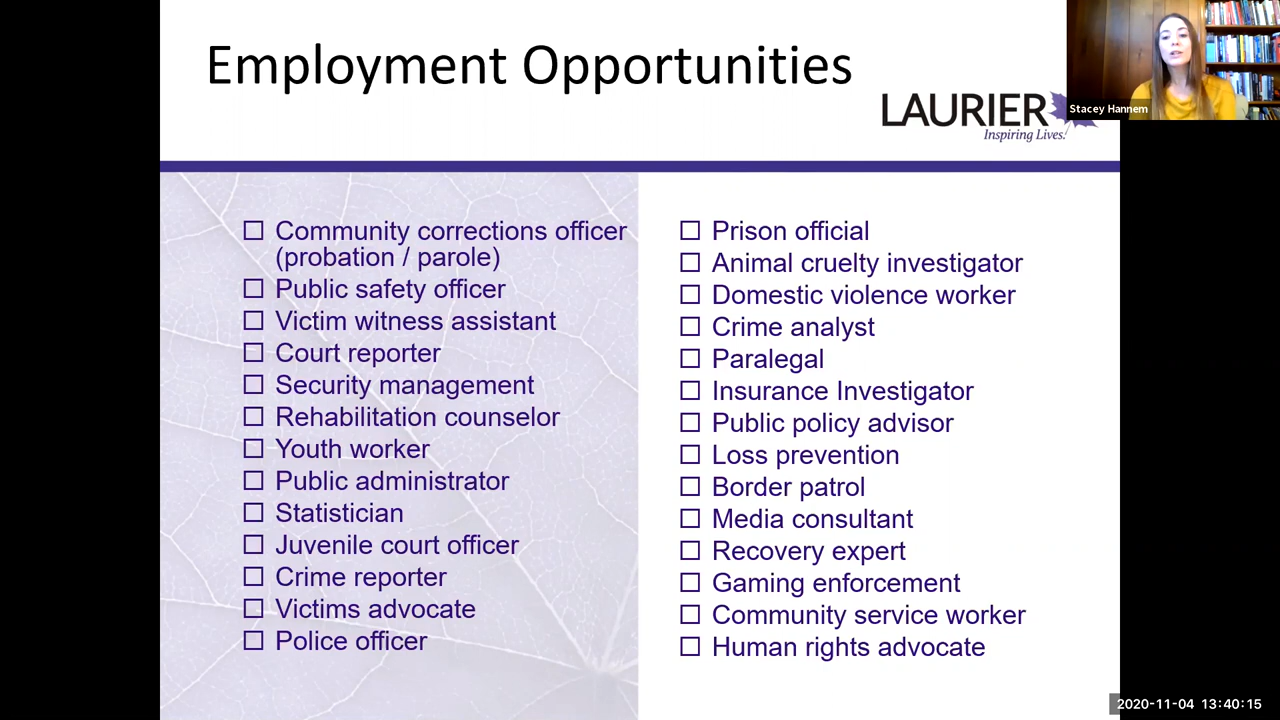 Employment Opportunities
LAURIER
Inspiring Lives.
Stacey Hannem
☐ Community corrections officer
(probation / parole)
☐ Public safety officer
☐ Victim witness assistant
☐ Court reporter
☐ Security management
☐ Rehabilitation counselor
☐ Youth worker
☐ Public administrator
☐ Statistician
☐ Juvenile court officer
☐ Crime reporter
☐ Victims advocate
☐ Police officer
☐ Prison official
☐ Animal cruelty investigator
☐ Domestic violence worker
☐ Crime analyst
☐ Paralegal
☐ Insurance Investigator
☐ Public policy advisor
☐ Loss prevention
☐ Border patrol
☐ Media consultant
☐ Recovery expert
☐ Gaming enforcement
☐ Community service worker
☐ Human rights advocate
2020-11-04 13:40:15